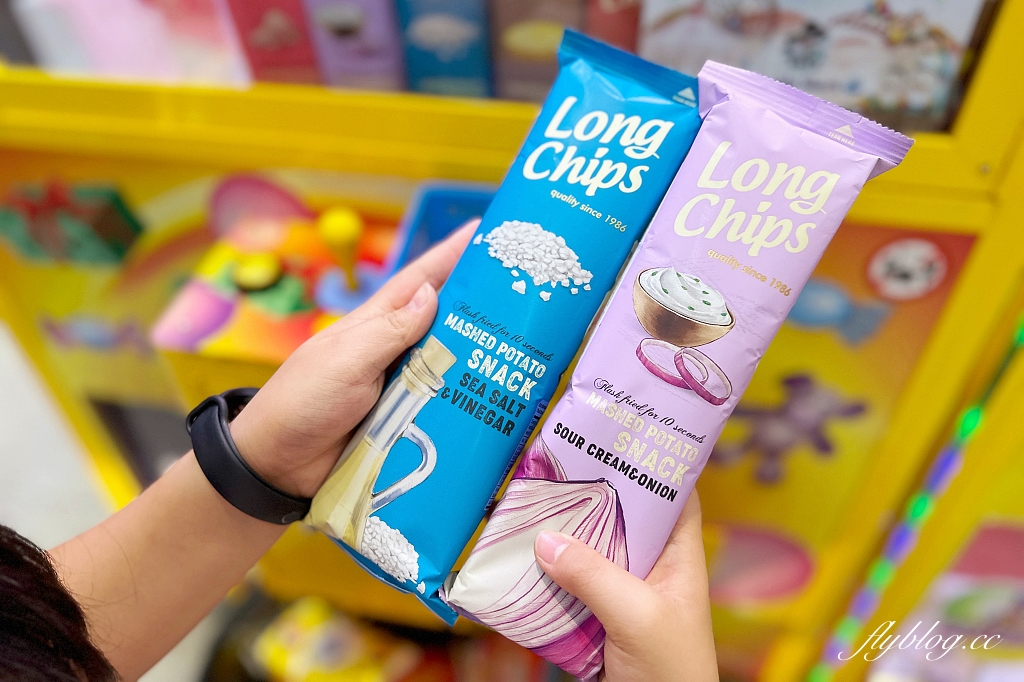 Long
Chips
quality since 1986
Flash fried for 10 seconds
MASHED POTATO
SNACK
SEA SALT
&VINEGAR
Long
Chips
quality since 1986
Flash fried for 10 seconds
MASHED POTATO
SNACK
SOUR CREAM&ONION
flyblog.cc